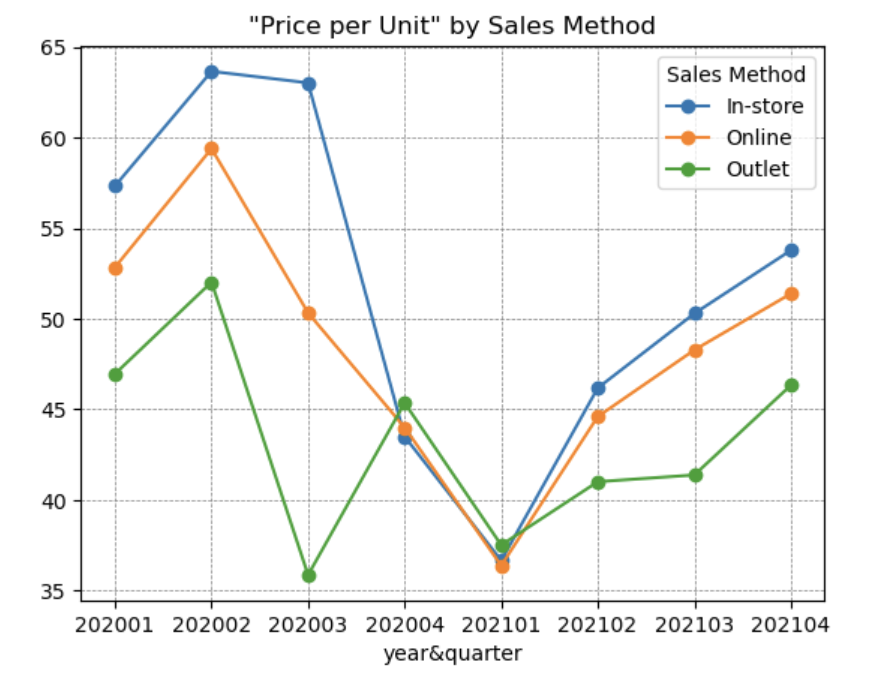 "Price per Unit" by Sales Method
65
60
55
50
45
40
35
Sales Method
In-store
Online
Outlet
202001 202002 202003 202004 202101 202102 202103 202104
year&quarter